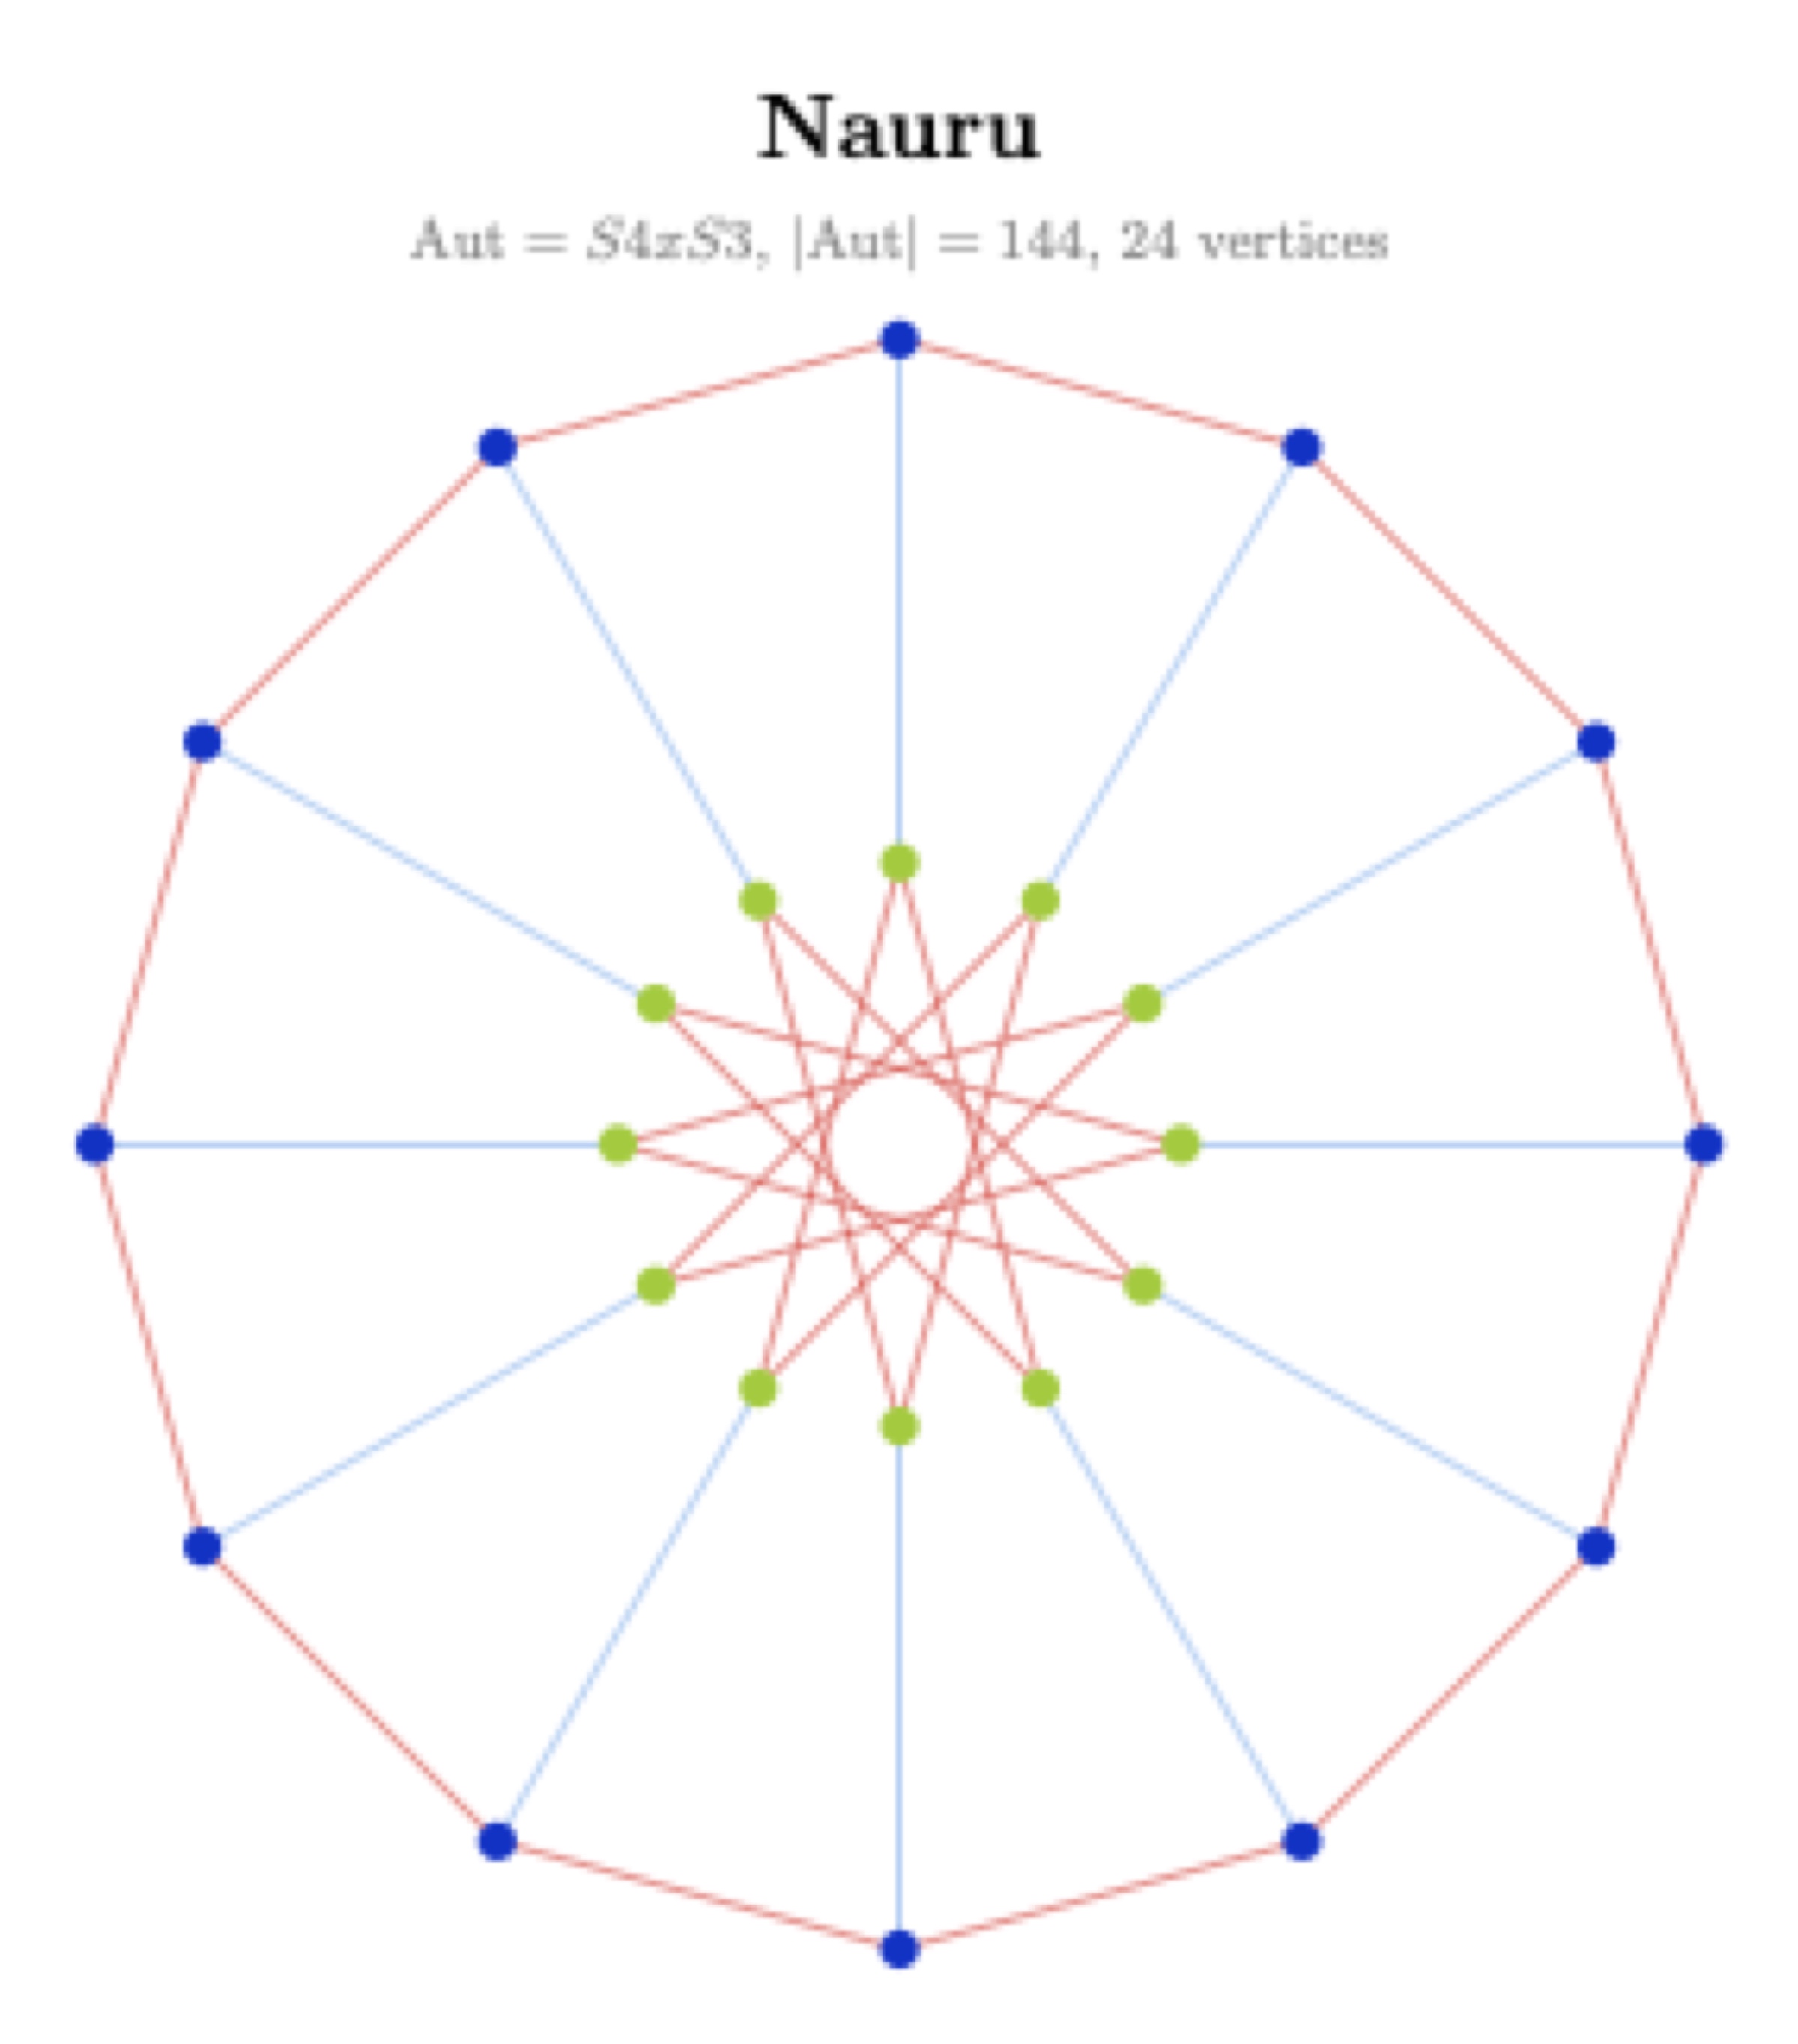 Nauru
Aut = S4xS3, |Aut| = 144, 24 vertices